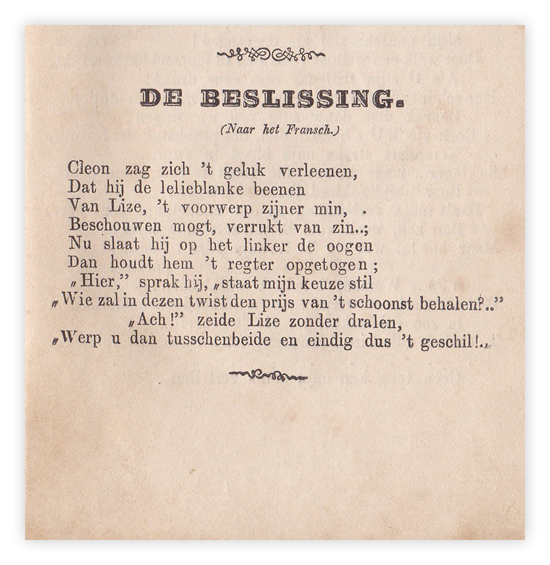 DE BESLISSING.
(Naar het Fransch.)
Cleon zag zich 't geluk verleenen,
Dat hij de lelieblanke beenen
Van Lize, 't voorwerp zijner min, .
Beschouwen mogt, verrukt van zin..;
Nu slaat hij op het linker de oogen
Dan houdt hem 't regter opgetogen;
„Hier,” sprak hij, „staat mijn keuze stil
„Wie zal in dezen twist den prijs van 't schoonst behalen?..”
„Ach!” zeide Lize zonder dralen,
„Werp u dan tusschenbeide en eindig dus 't geschil!..